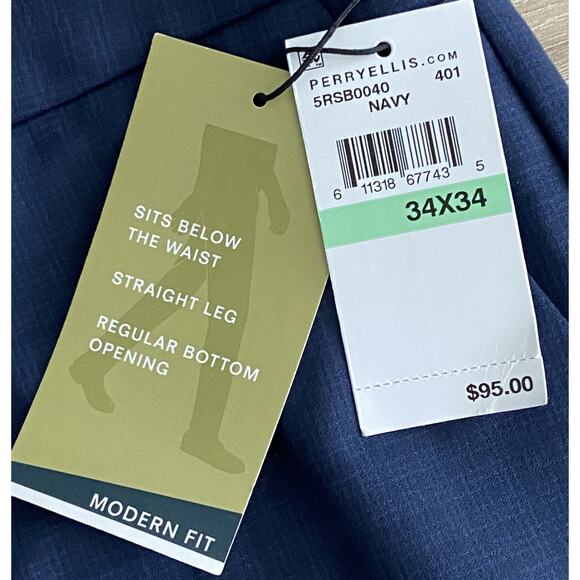 SITS BELOW
THE WAIST
STRAIGHT LEG
REGULAR BOTTOM
OPENING
MODERN FIT
PERRYELLIS.COM
5RSB0040 401
NAVY
6 11318 67743 5
34X34
$95.00